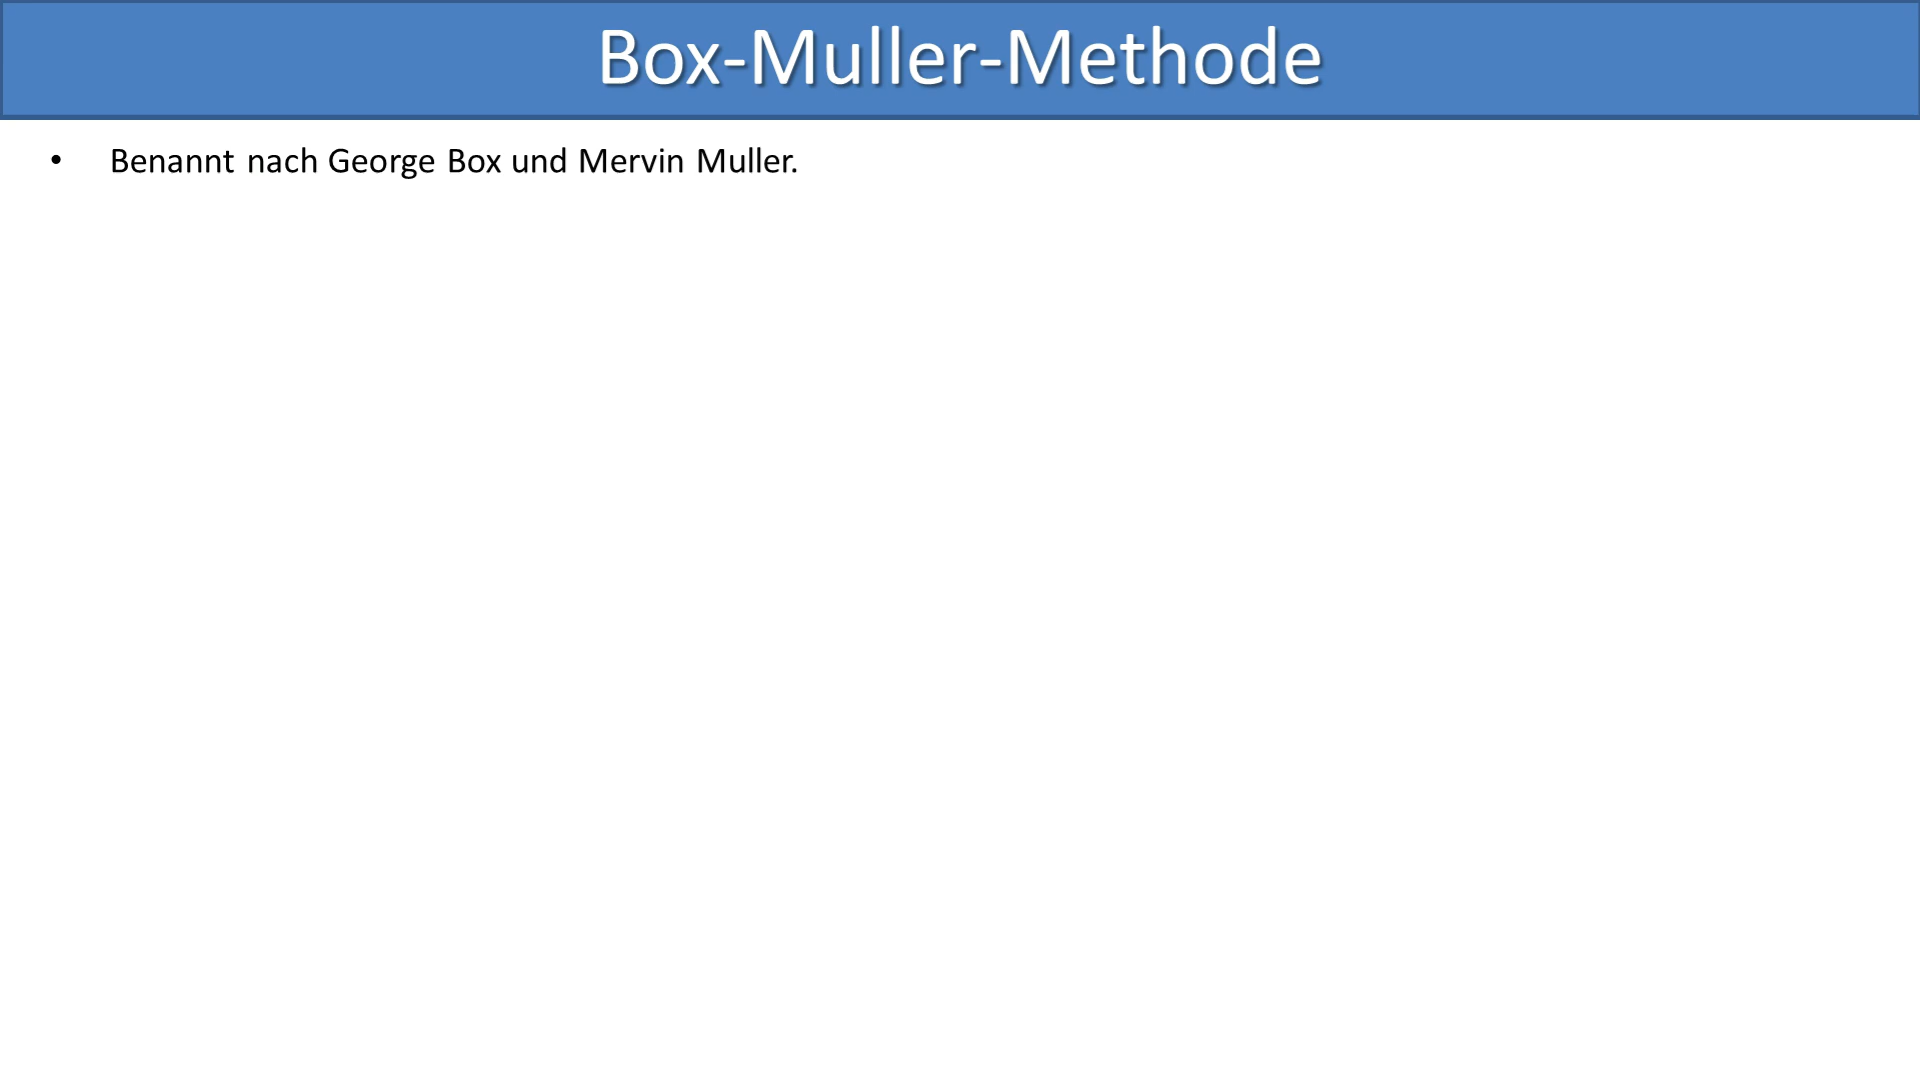 Box-Muller-Methode
• Benannt nach George Box und Mervin Muller.